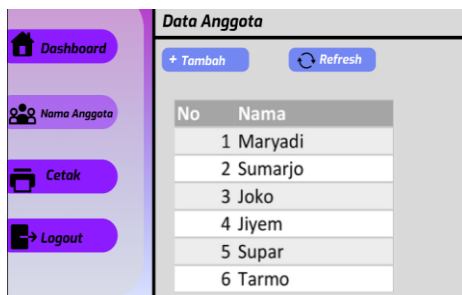 Dashboard
Nama Anggota
Cetak
Logout
Data Anggota
+ Tambah
Refresh
No Nama
1 Maryadi
2 Sumarjo
3 Joko
4 Jiyem
5 Supar
6 Tarmo